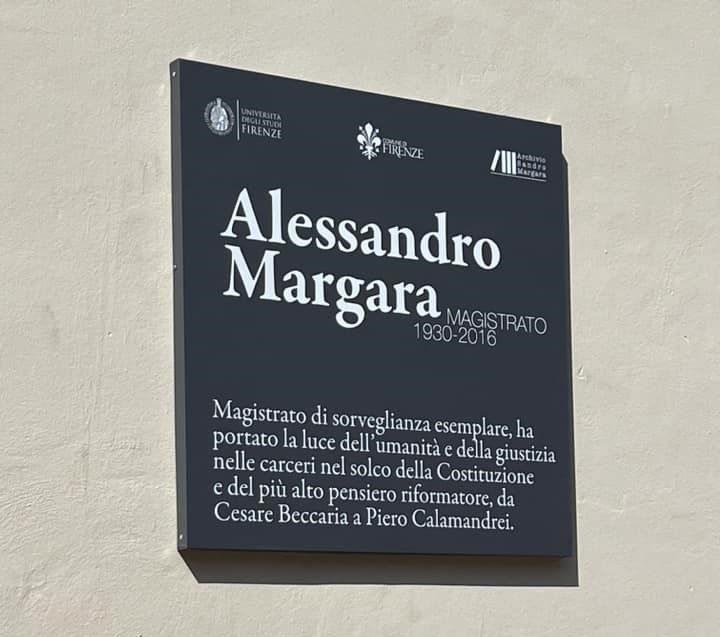 UNIVERSITÀ
DEGLI STUDI
FIRENZE
COMUNE DI
FIRENZE
Archivio
Sandro
Margara
Alessandro
Margara
MAGISTRATO
1930-2016
Magistrato di sorveglianza esemplare, ha
portato la luce dell'umanità e della giustizia
nelle carceri nel solco della Costituzione
e del più alto pensiero riformatore, da
Cesare Beccaria a Piero Calamandrei.